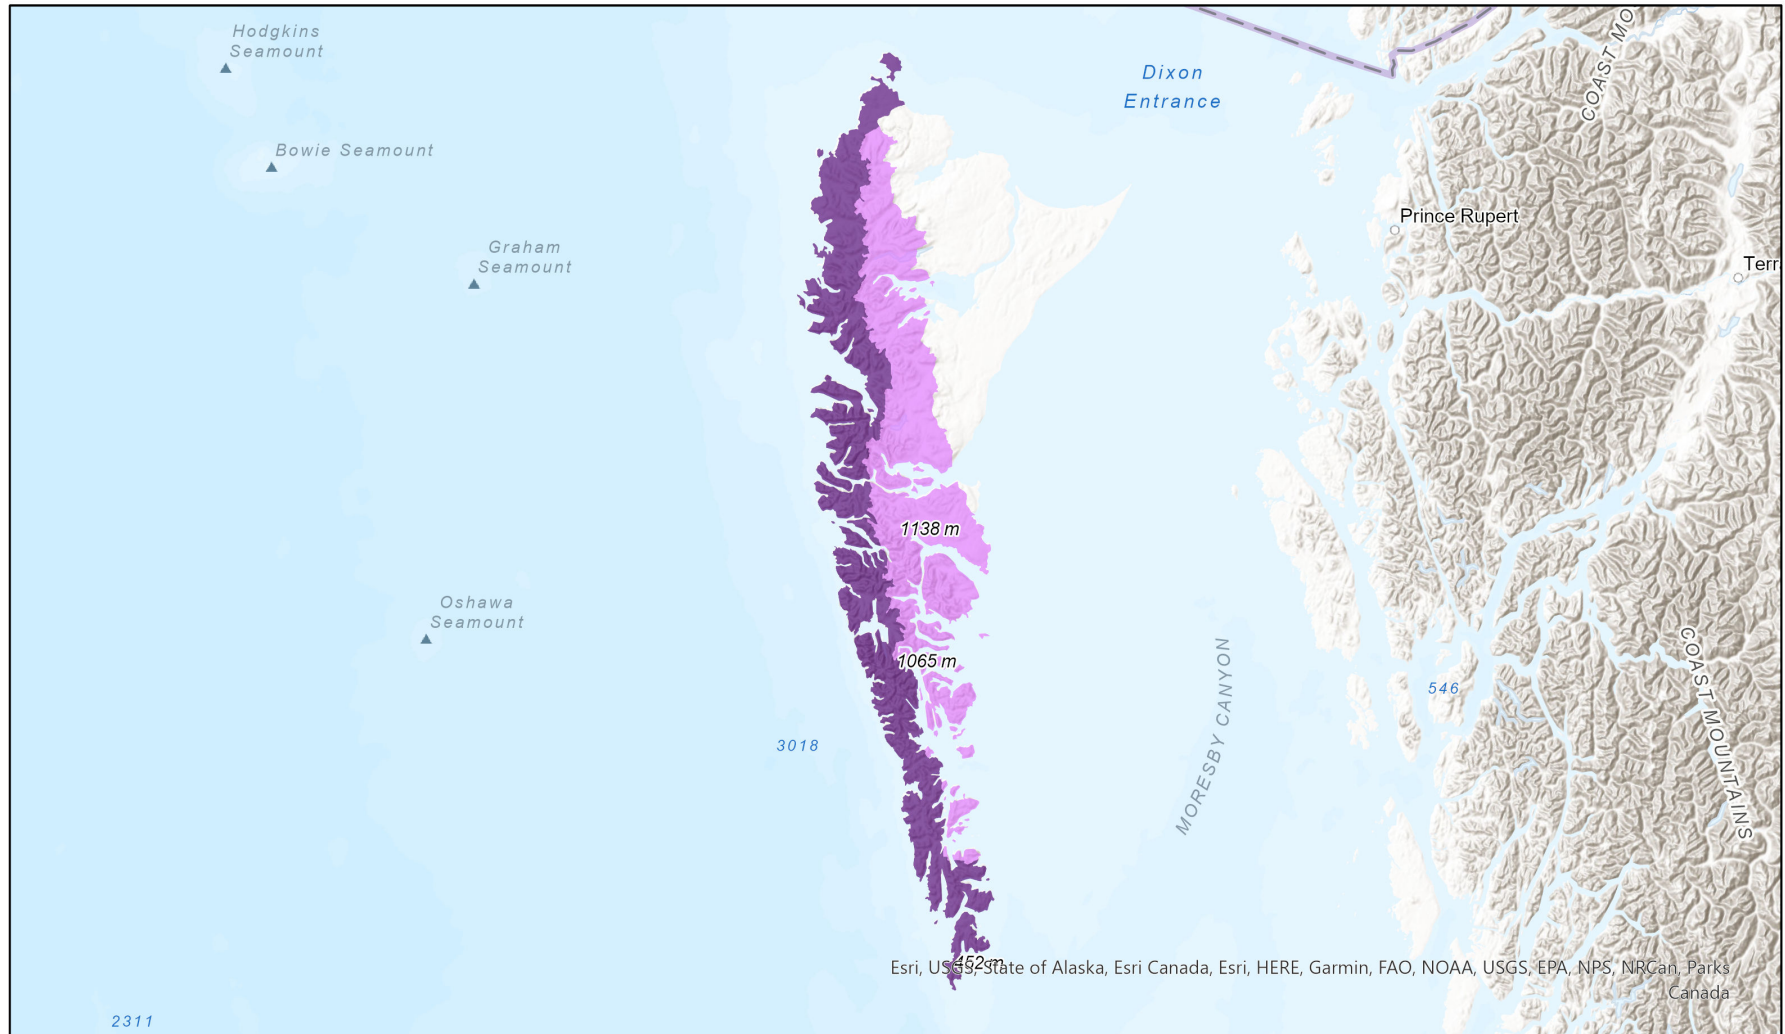 Hodgkins
Seamount
COAST MO
Dixon
Entrance
Bowie Seamount
Prince Rupert
Graham
Seamount
Terr
1138 m
Oshawa
Seamount
1065 m
546
MORESBY CANYON
COAST MOUNTAINS
3018
452 m
Esri, USGS, State of Alaska, Esri Canada, Esri, HERE, Garmin, FAO, NOAA, USGS, EPA, NPS, NRCan, Parks
Canada
2311